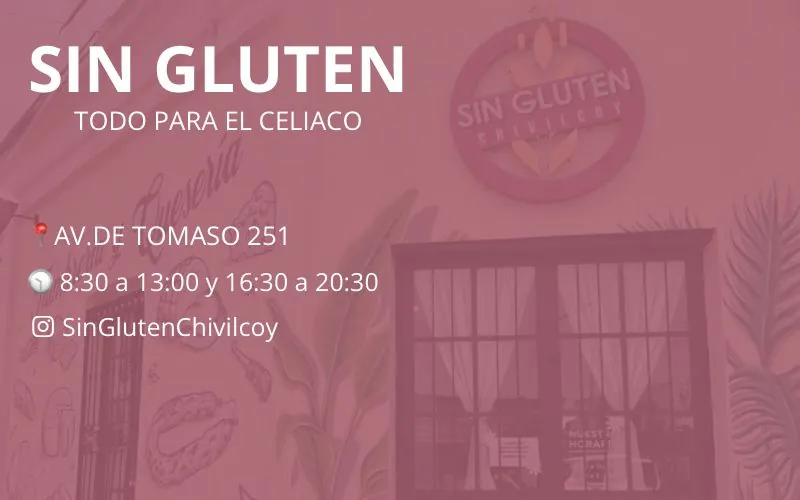 SIN GLUTEN
TODO PARA EL CELIACO
SIN GLUTEN
CHIVILCOY
Quesería
AV.DE TOMASO 251
8:30 a 13:00 y 16:30 a 20:30
SinGlutenChivilcoy